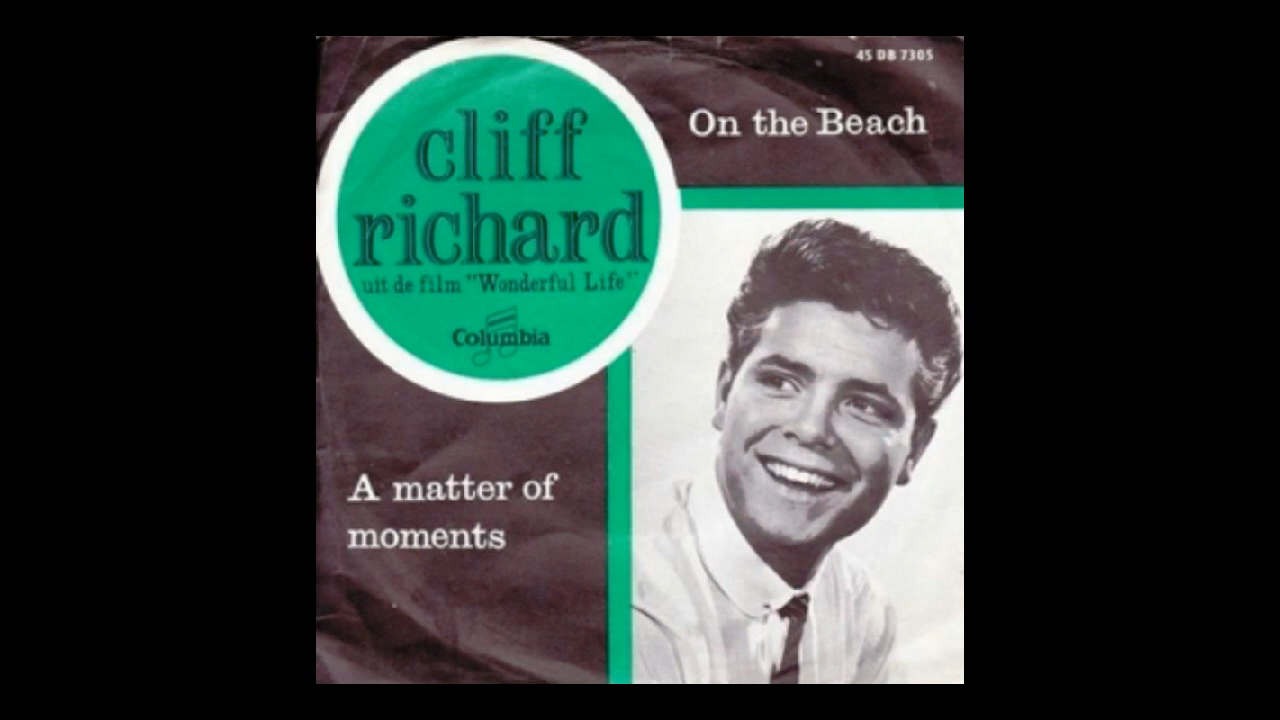 45 DB 7305
On the Beach
cliff
richard
uit de film "Wonderful Life"
Columbia
A matter of
moments